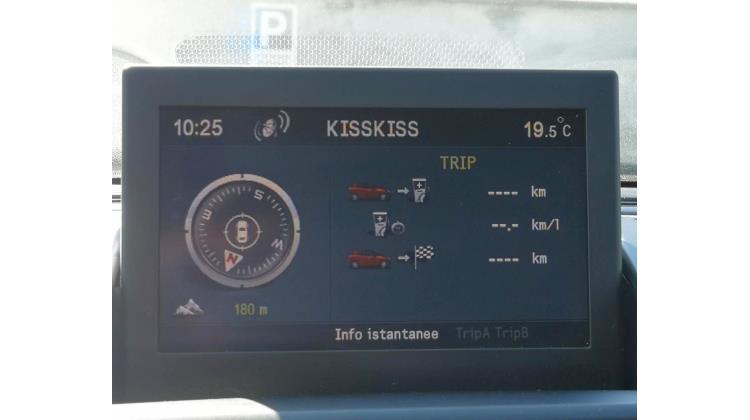 P
10:25 KISSKISS 19.5°C
TRIP
---- km
S
E
W
N
--.- km/l
---- km
180 m
Info istantanee TripA TripB